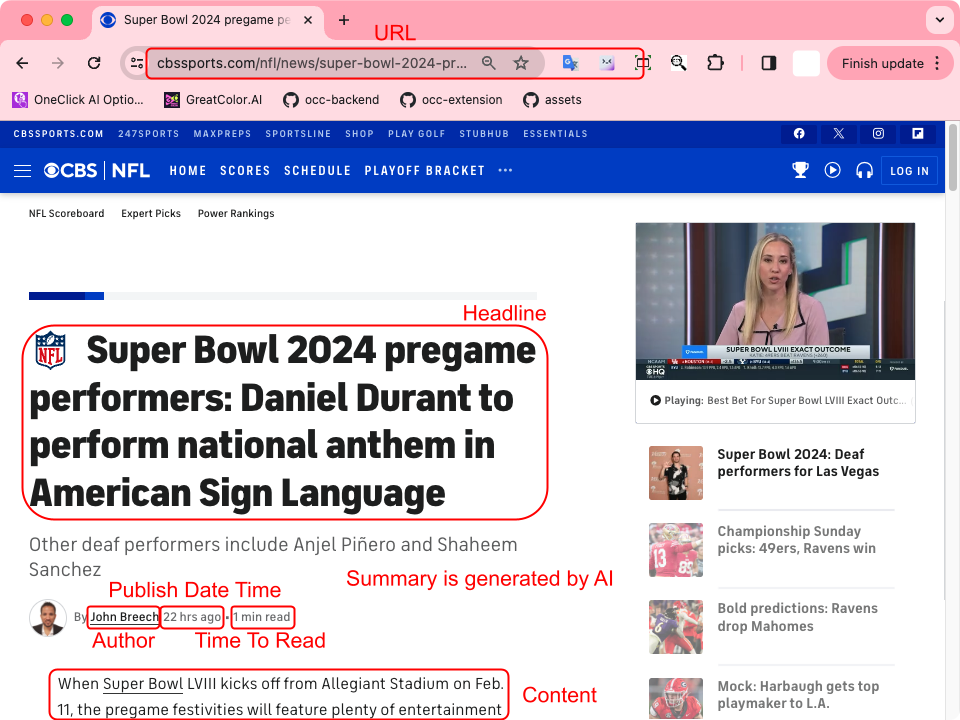 Super Bowl 2024 pregame pe
URL
cbssports.com/nfl/news/super-bowl-2024-pr...
Finish update
OneClick AI Optio...
GreatColor.AI
occ-backend
occ-extension
assets
CBSSPORTS.COM 247SPORTS MAXPREPS SPORTSLINE SHOP PLAY GOLF STUBHUB ESSENTIALS
CBS NFL HOME SCORES SCHEDULE PLAYOFF BRACKET ...
LOG IN
NFL Scoreboard Expert Picks Power Rankings
Headline
NFL Super Bowl 2024 pregame
performers: Daniel Durant to
perform national anthem in
American Sign Language
Other deaf performers include Anjel Piñero and Shaheem
Sanchez
Summary is generated by AI
Publish Date Time
By John Breech 22 hrs ago • 1 min read
Author Time To Read
When Super Bowl LVIII kicks off from Allegiant Stadium on Feb.
11, the pregame festivities will feature plenty of entertainment
Content
SUPER BOWL LVIII EXACT OUTCOME
Playing: Best Bet For Super Bowl LVIII Exact Outc...
Super Bowl 2024: Deaf
performers for Las Vegas
Championship Sunday
picks: 49ers, Ravens win
Bold predictions: Ravens
drop Mahomes
Mock: Harbaugh gets top
playmaker to L.A.